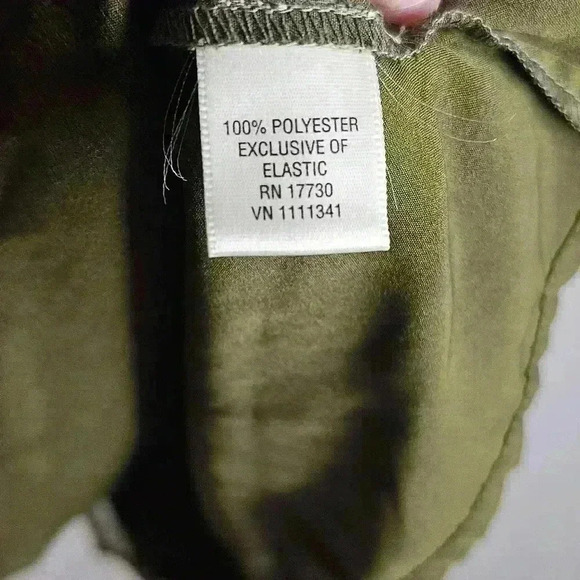 100% POLYESTER
EXCLUSIVE OF
ELASTIC
RN 17730
VN 1111341